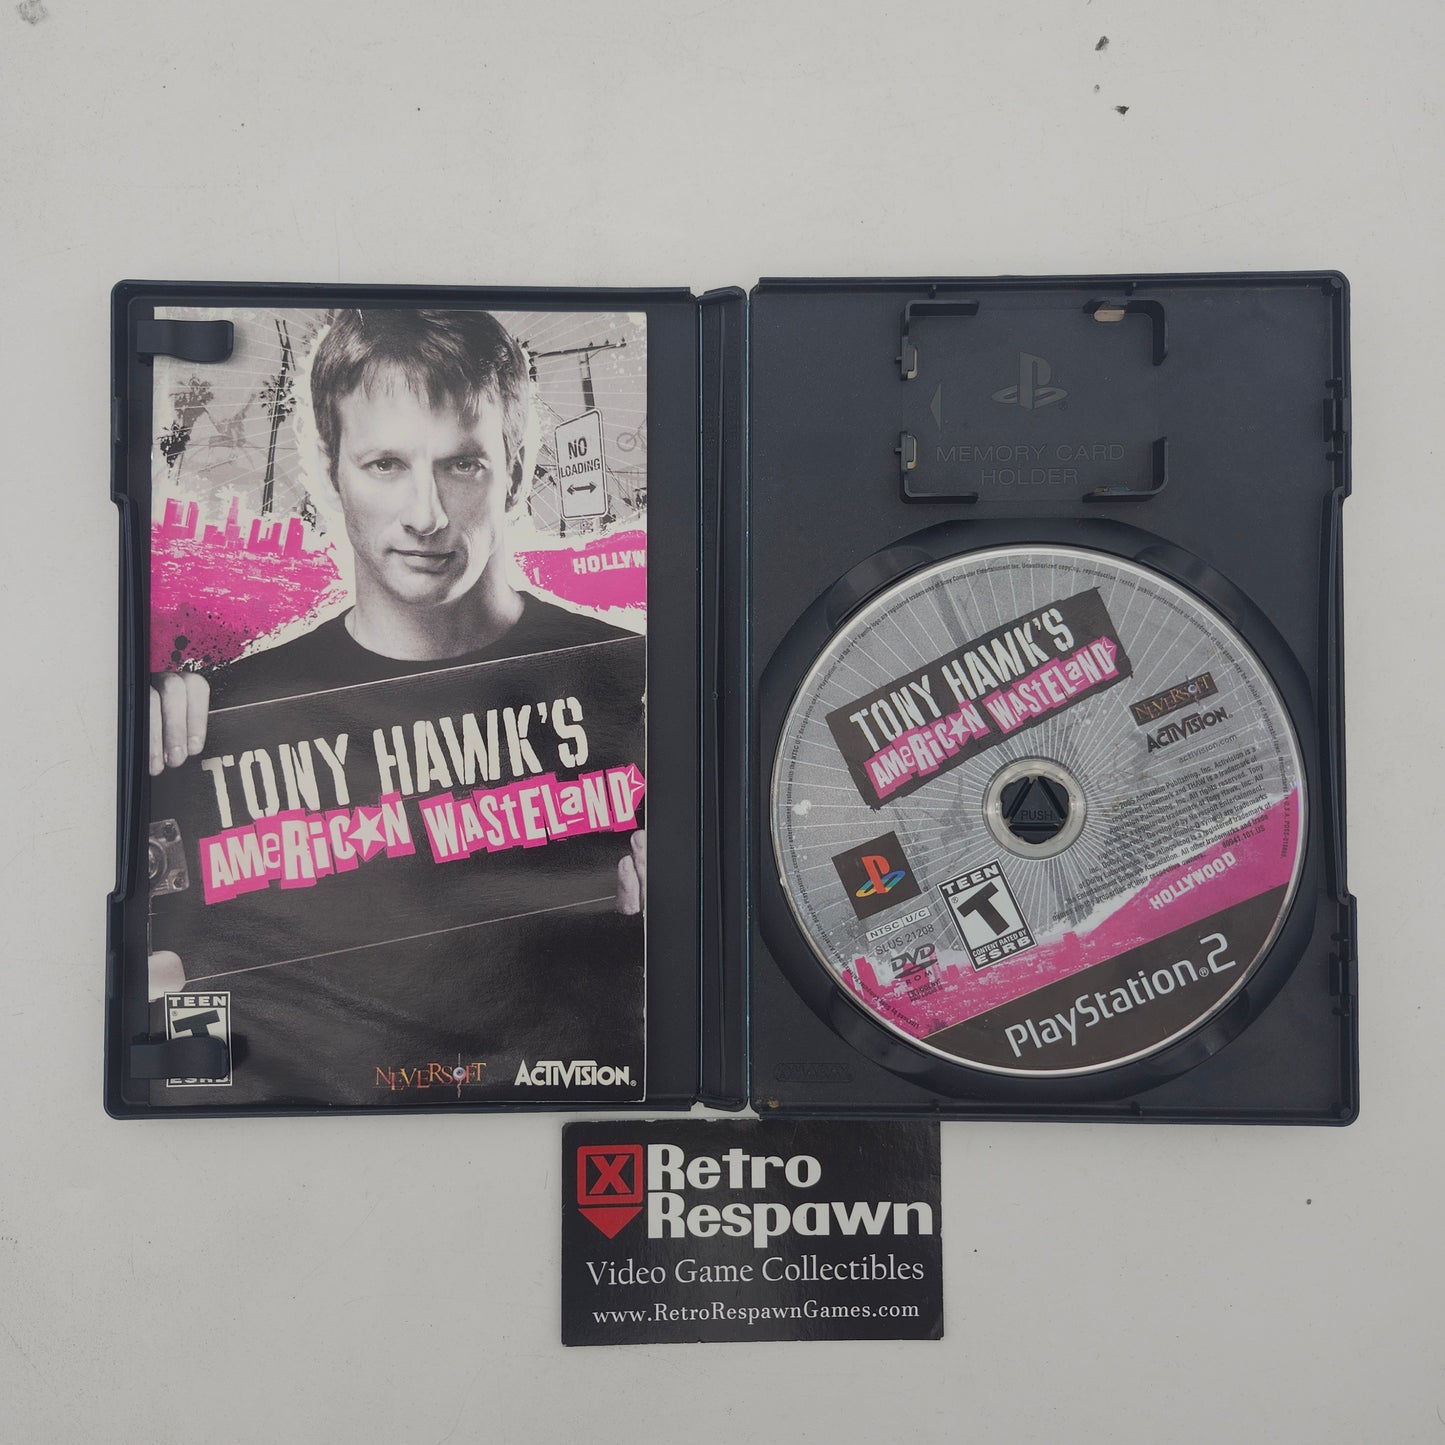 NO
LOADING
HOLLYW
TONY HAWK'S
AMERICAN WASTELAND
TEEN
T
ESRB
NEVERSOFT
ACTIVISION®
MEMORY CARD
HOLDER
TONY HAWK'S
AMERICAN WASTELAND
NEVERSOFT
ACTIVISION
activision.com
PUSH
NTSC U/C
SLUS 21208
DVD
ROM
TEEN
T
CONTENT RATED BY
ESRB
HOLLYWOOD
PlayStation®2
X Retro
Respawn
Video Game Collectibles
www.RetroRespawnGames.com